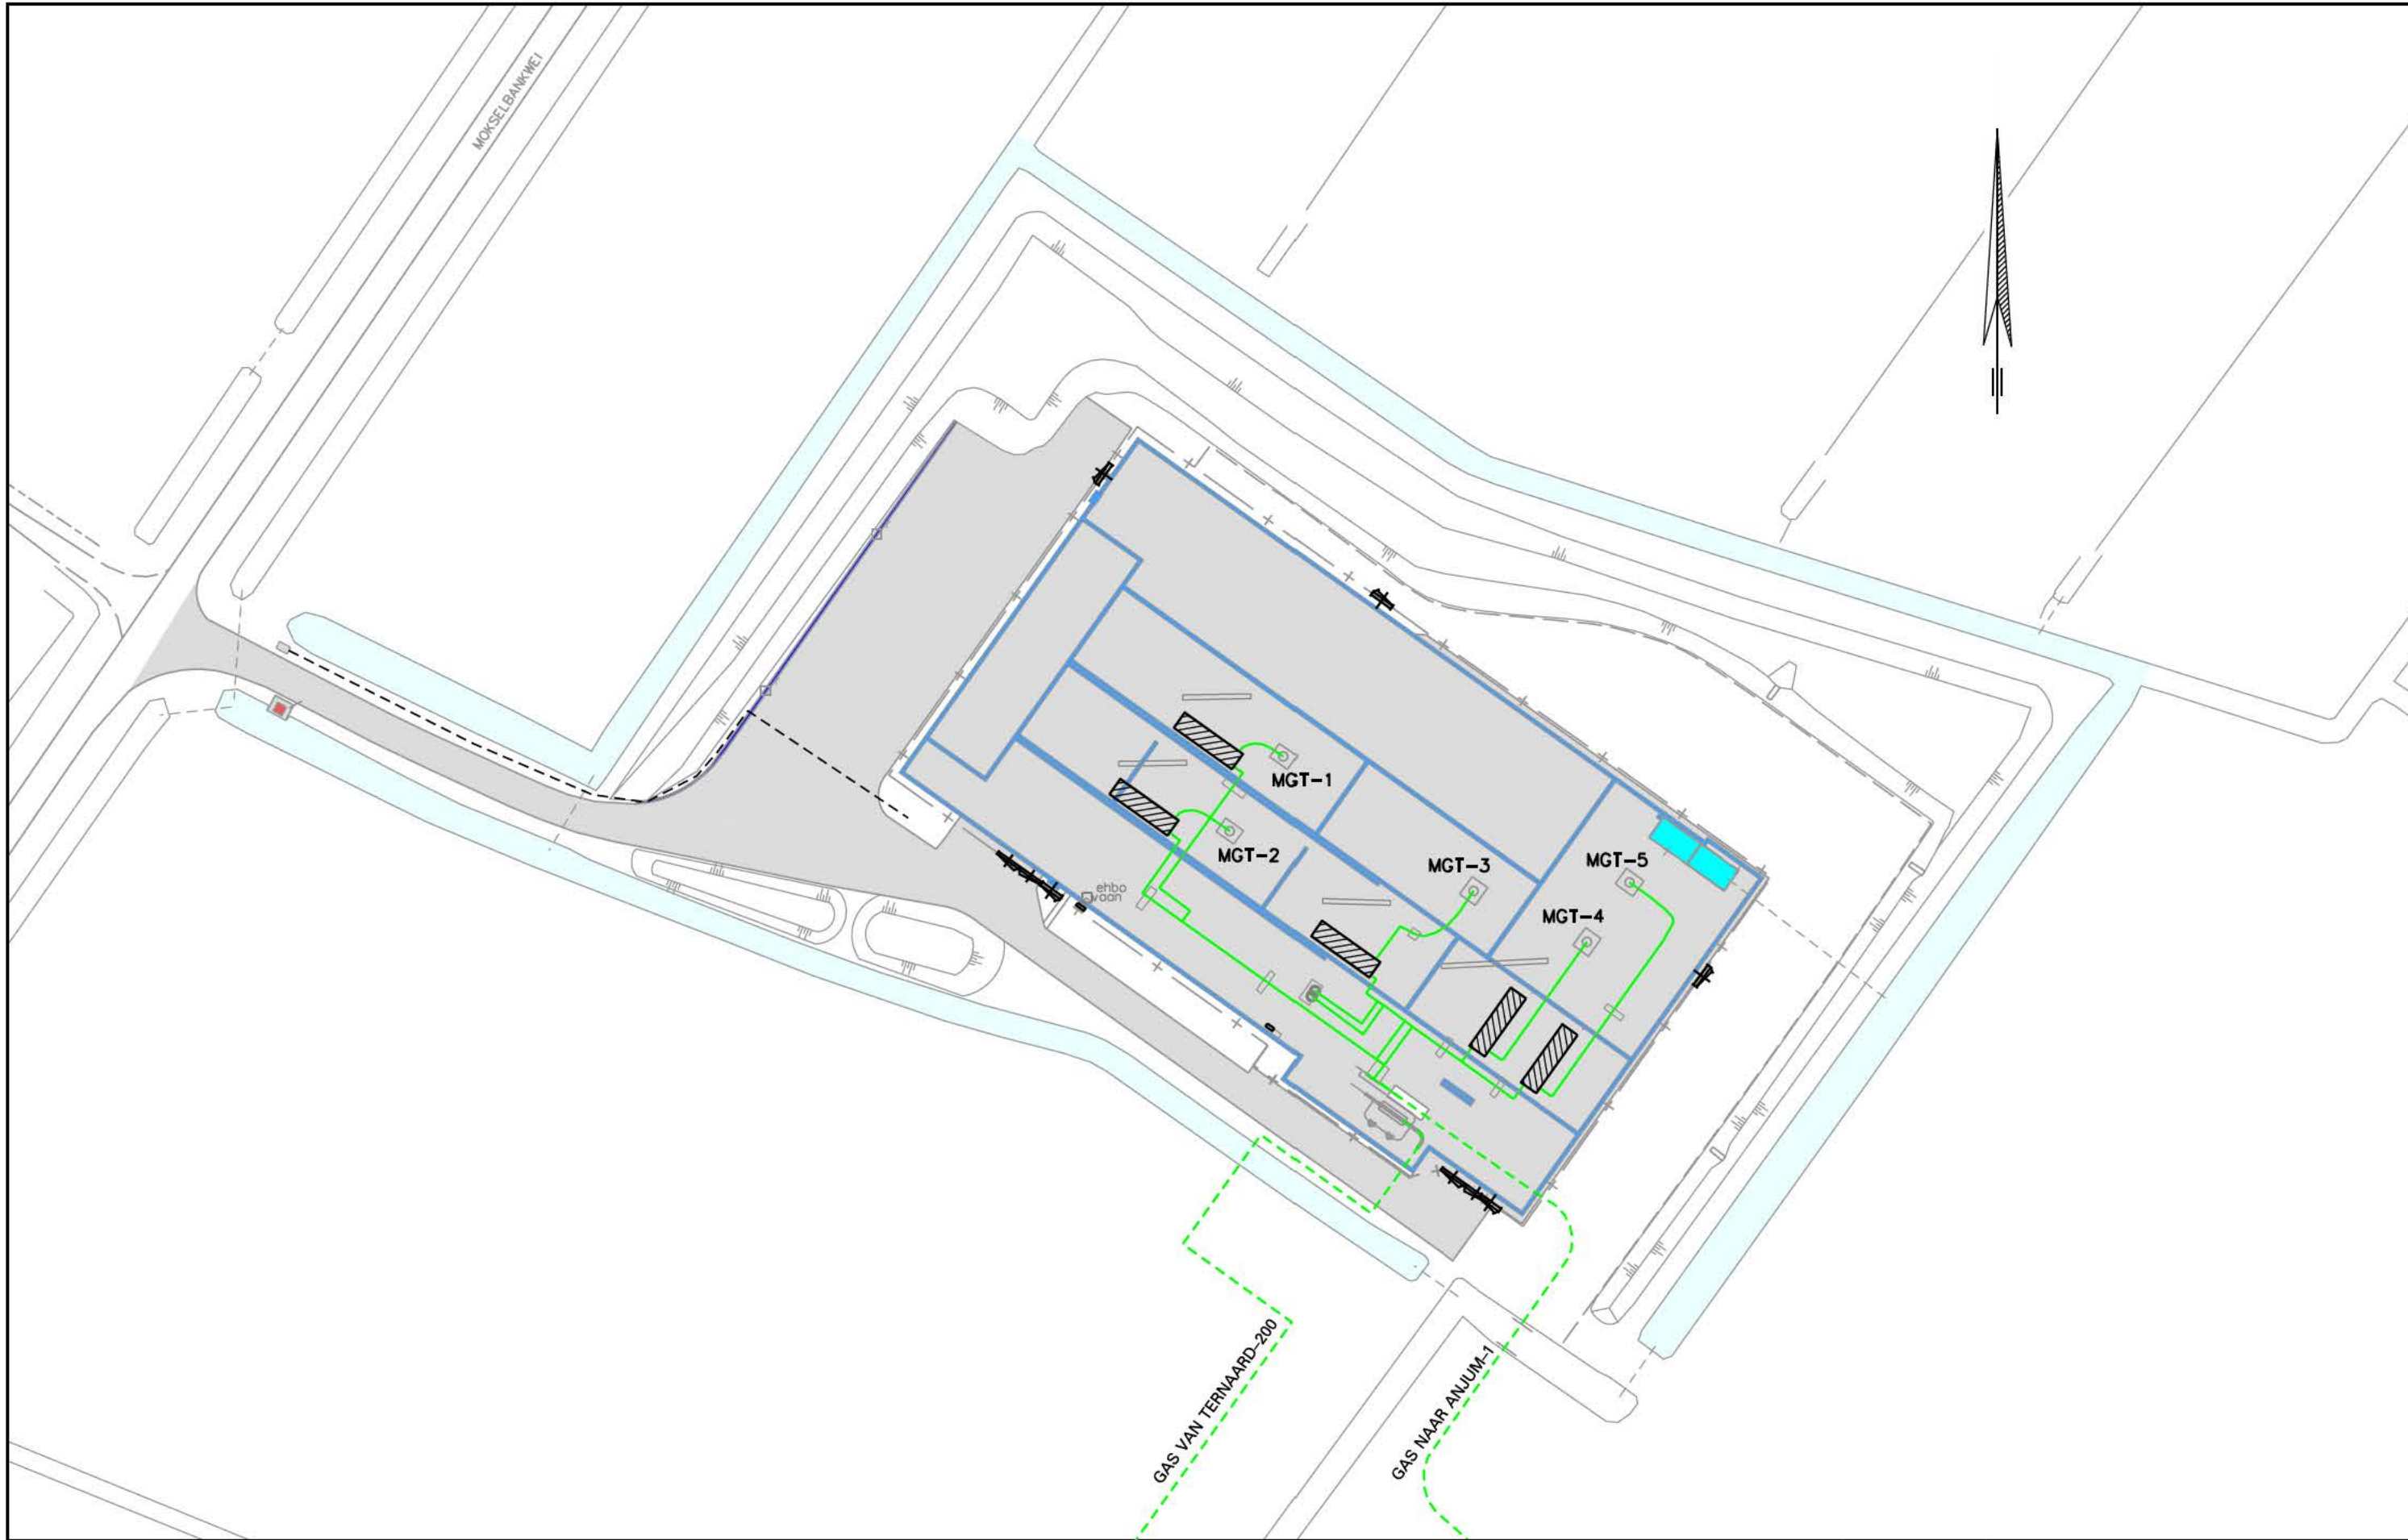 MOKSELBANKWEI
MGT-1
MGT-2
MGT-3
MGT-5
MGT-4
ehbo
vaan
GAS VAN TERNAARD-200
GAS NAAR ANJUM-1